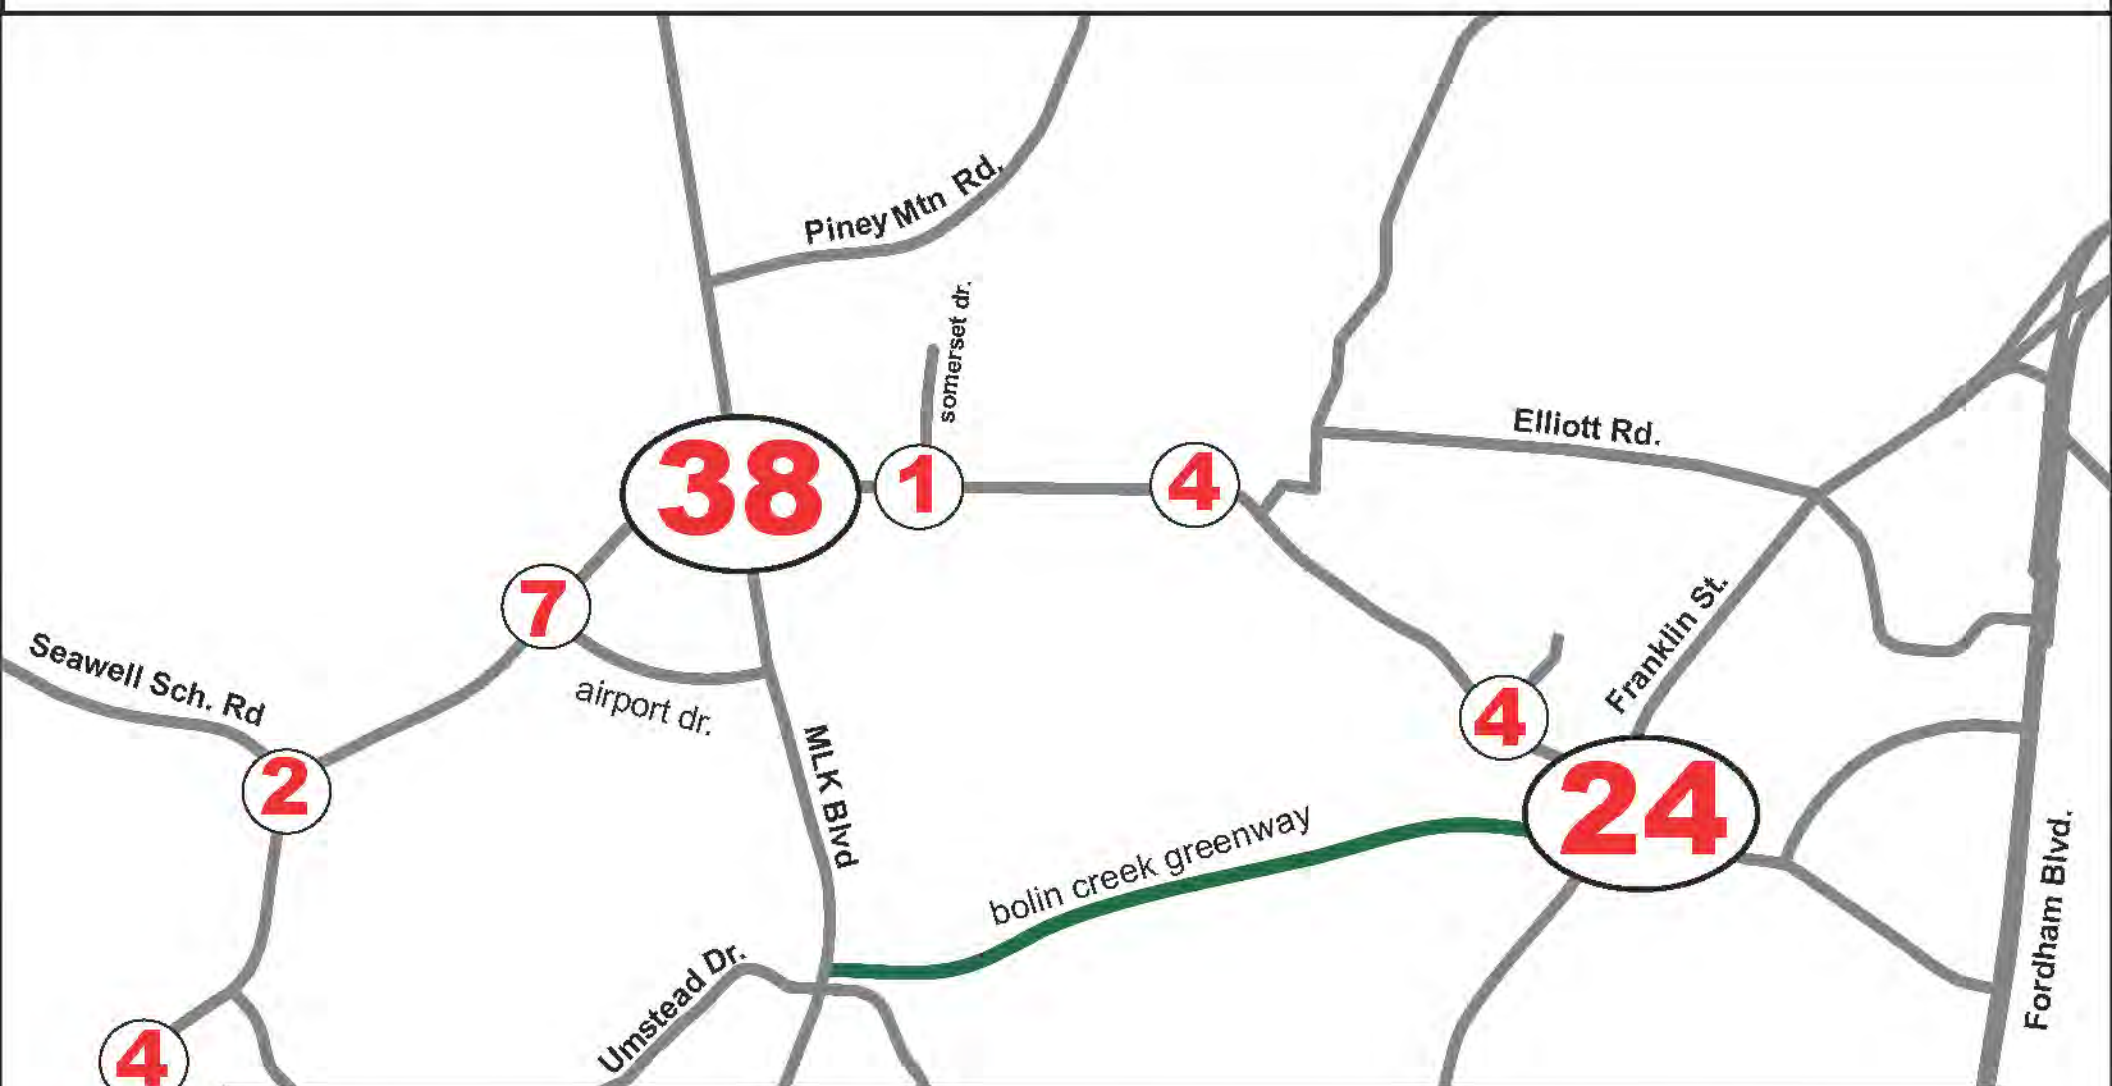 Piney Mtn Rd.
somerset dr.
Elliott Rd.
38
1
4
7
Franklin St.
Seawell Sch. Rd
airport dr.
4
2
MLK Blvd
24
bolin creek greenway
Fordham Blvd.
Umstead Dr.
4